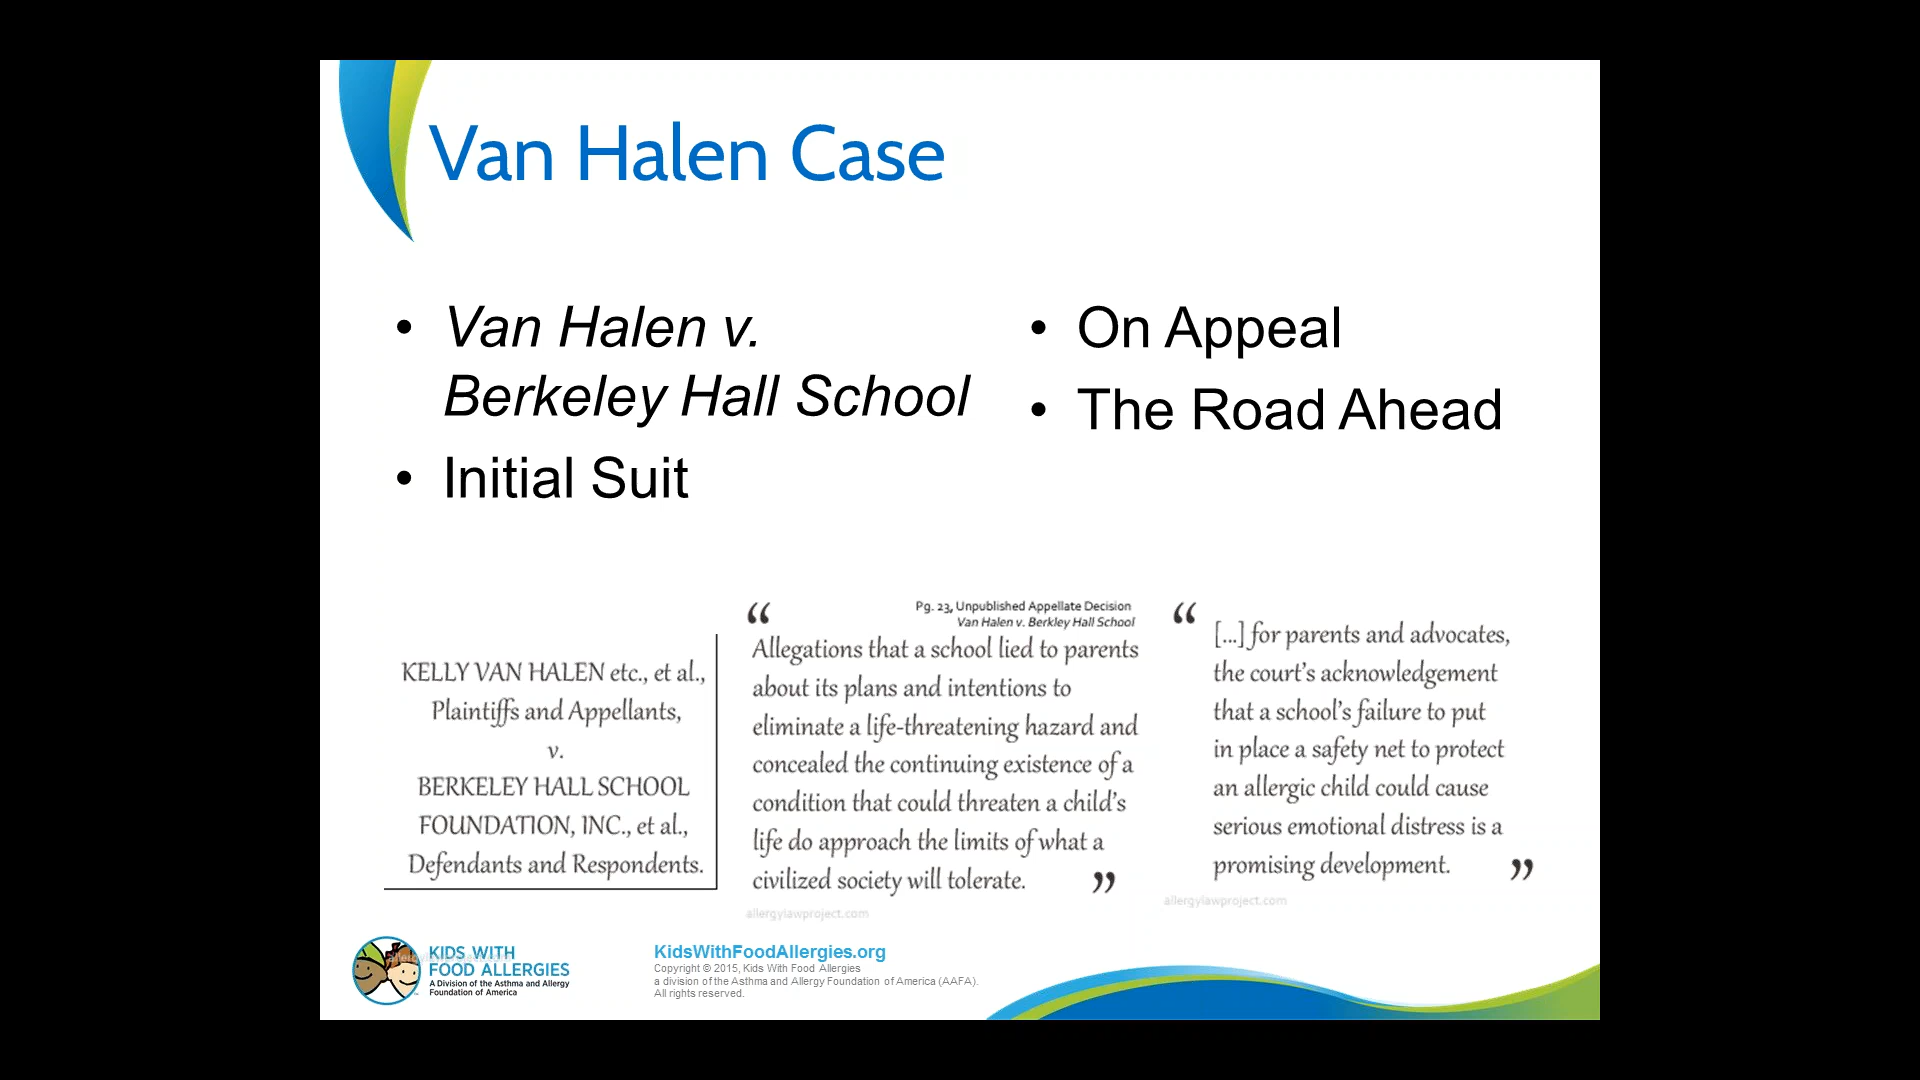 Van Halen Case
• Van Halen v.
Berkeley Hall School
• Initial Suit
• On Appeal
• The Road Ahead
KELLY VAN HALEN etc., et al.,
Plaintiffs and Appellants,
v.
BERKELEY HALL SCHOOL
FOUNDATION, INC., et al.,
Defendants and Respondents.
“
Pg. 23, Unpublished Appellate Decision
Van Halen v. Berkley Hall School
Allegations that a school lied to parents
about its plans and intentions to
eliminate a life-threatening hazard and
concealed the continuing existence of a
condition that could threaten a child’s
life do approach the limits of what a
civilized society will tolerate. ”
allergylawproject.com
“ [...] for parents and advocates,
the court’s acknowledgement
that a school’s failure to put
in place a safety net to protect
an allergic child could cause
serious emotional distress is a
promising development. ”
allergylawproject.com
KIDS WITH
FOOD ALLERGIES
A Division of the Asthma and Allergy
Foundation of America
KidsWithFoodAllergies.org
Copyright © 2015, Kids With Food Allergies
a division of the Asthma and Allergy Foundation of America (AAFA).
All rights reserved.